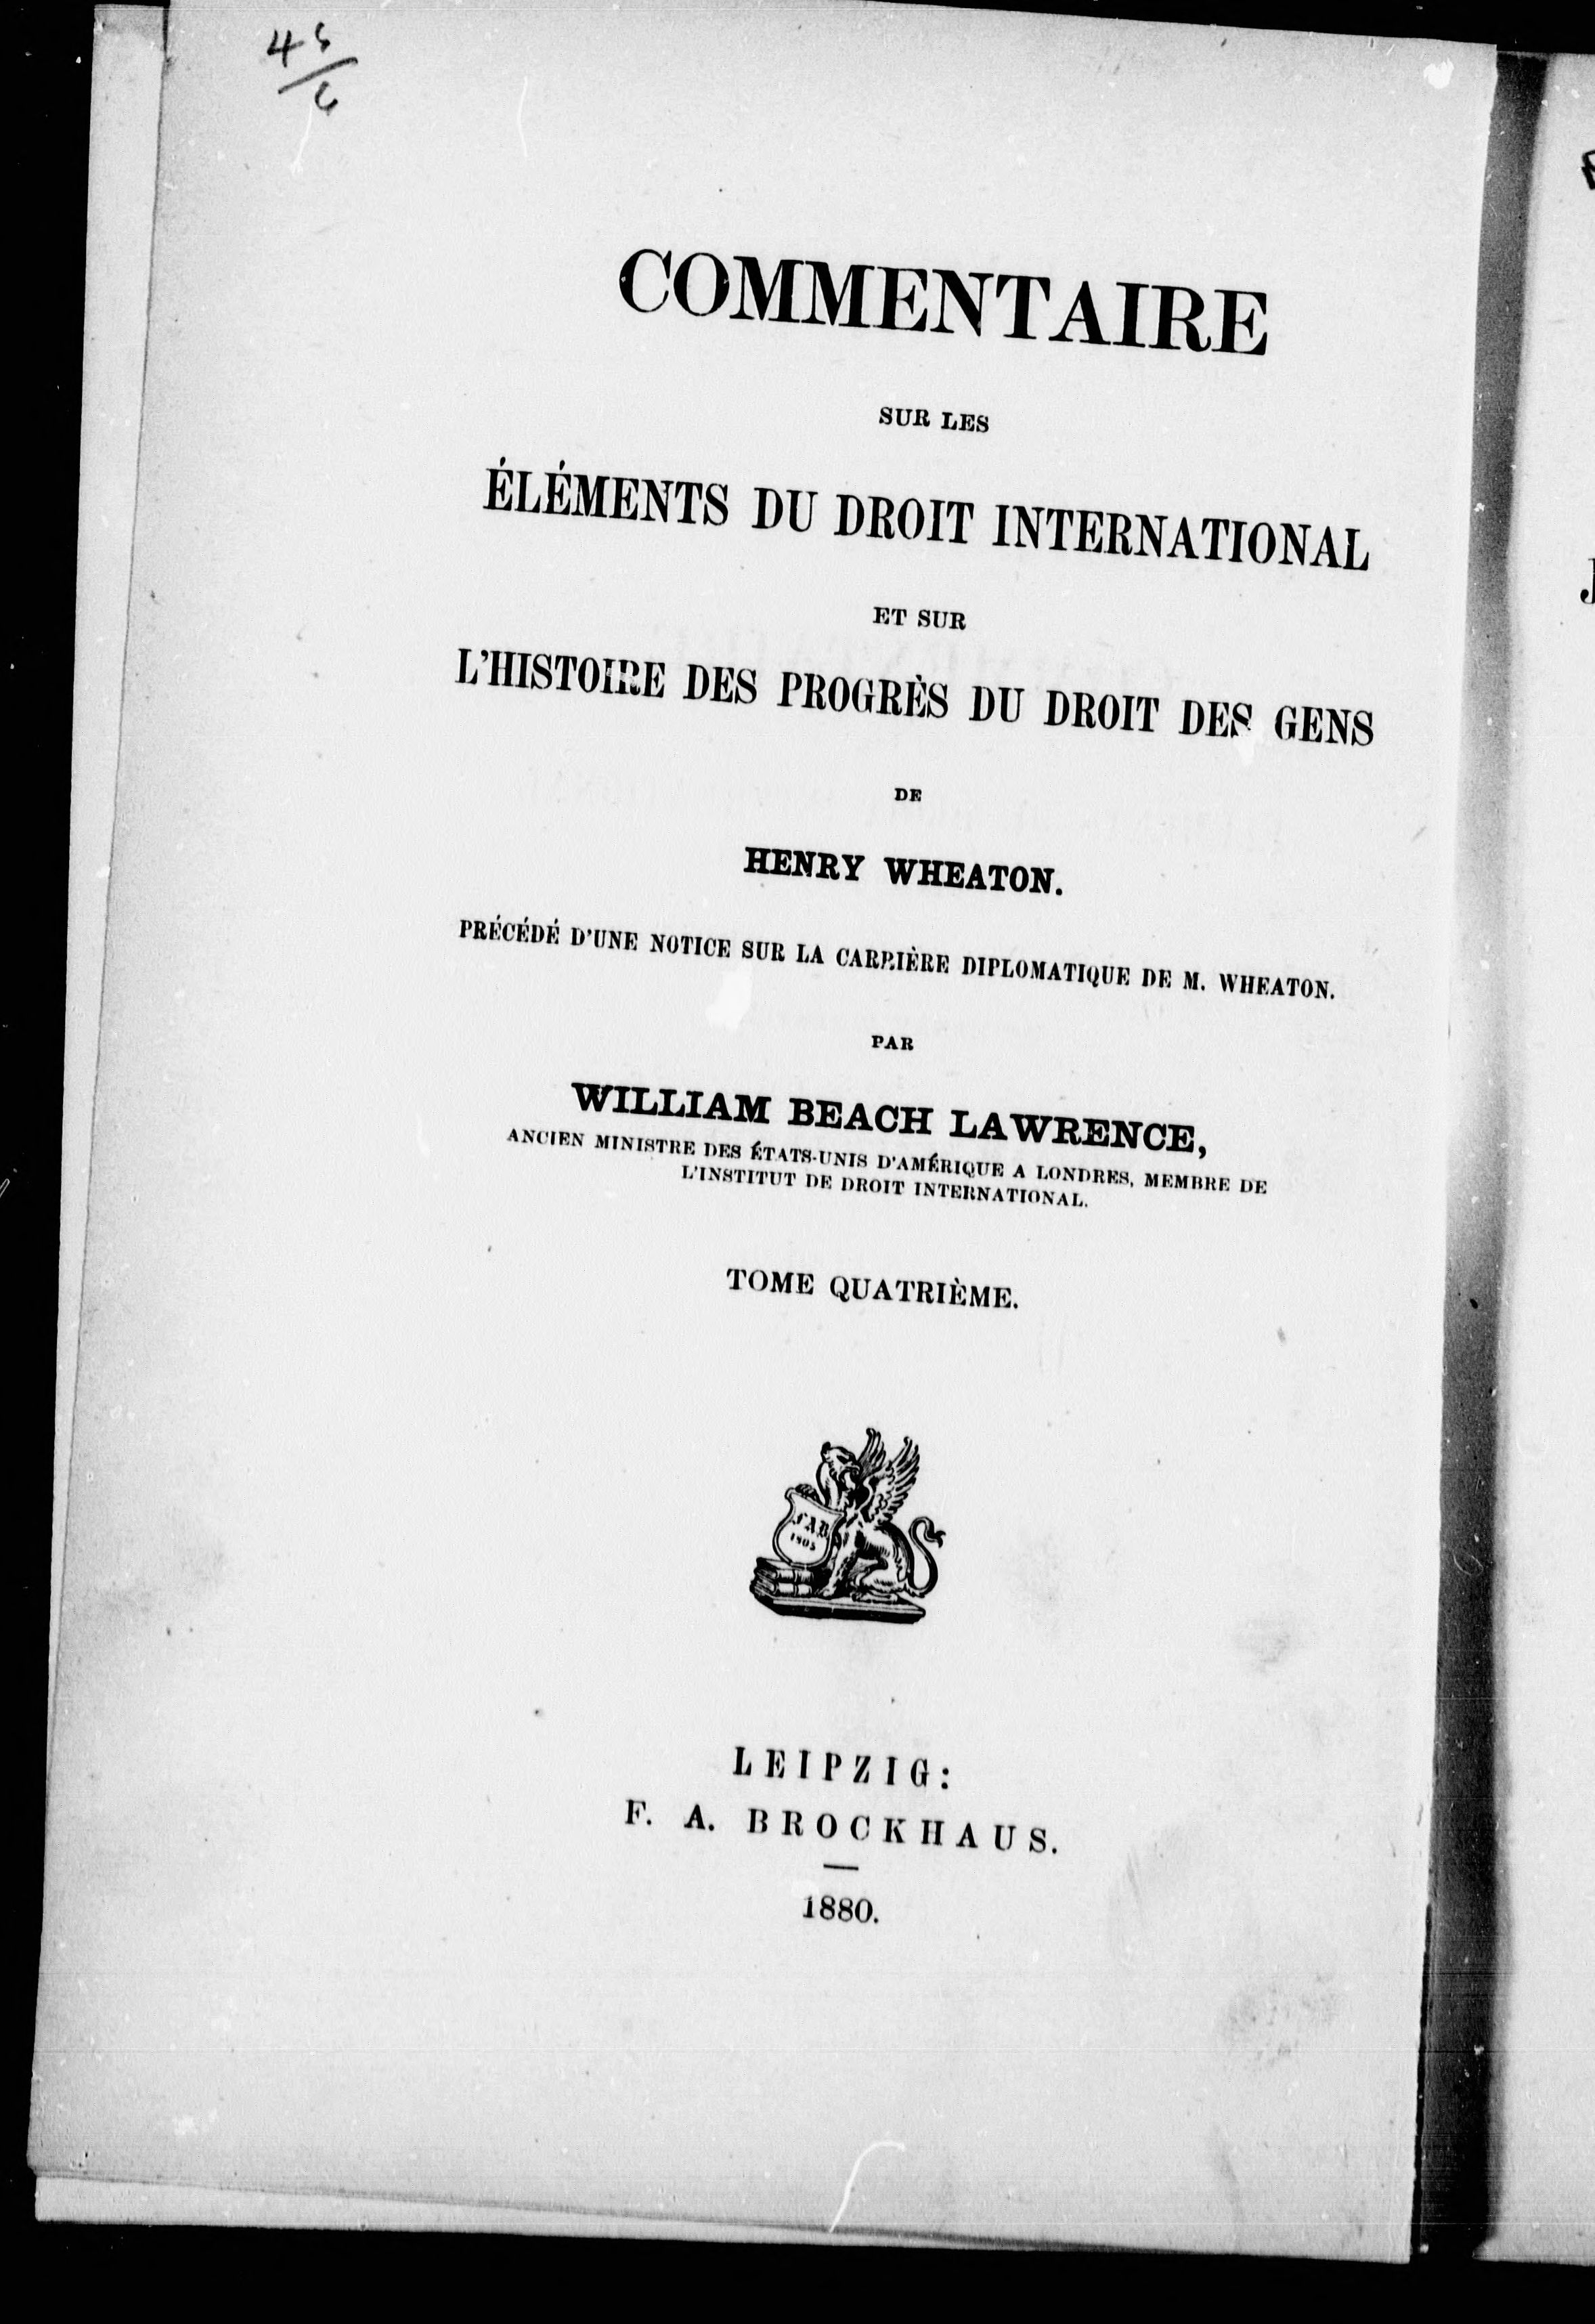 COMMENTAIRE
SUR LES
ÉLÉMENTS DU DROIT INTERNATIONAL
ET SUR
L'HISTOIRE DES PROGRÈS DU DROIT DES GENS
DE
HENRY WHEATON.
PRÉCÉDÉ D'UNE NOTICE SUR LA CARRIÈRE DIPLOMATIQUE DE M. WHEATON.
PAR
WILLIAM BEACH LAWRENCE,
ANCIEN MINISTRE DES ÉTATS-UNIS D'AMÉRIQUE A LONDRES, MEMBRE DE
L'INSTITUT DE DROIT INTERNATIONAL.
TOME QUATRIÈME.
FAB
1805
LEIPZIG:
F. A. BROCKHAUS.
1880.